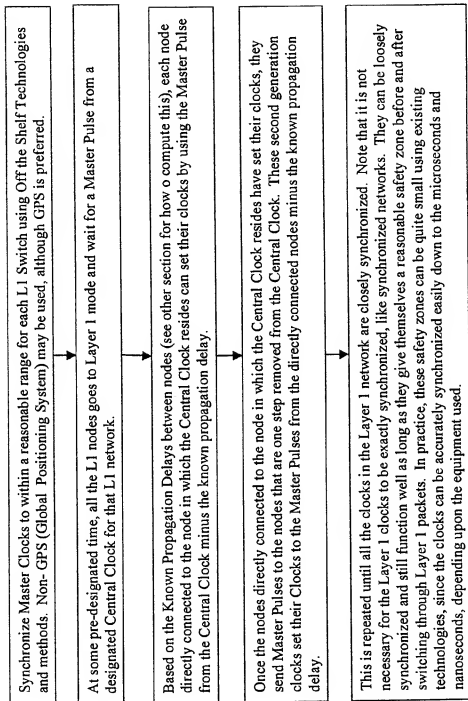 Synchronize Master Clocks to within a reasonable range for each L1 Switch using Off the Shelf Technologies
and methods. Non- GPS (Global Positioning System) may be used, although GPS is preferred.
At some pre-designated time, all the L1 nodes goes to Layer 1 mode and wait for a Master Pulse from a
designated Central Clock for that L1 network.
Based on the Known Propagation Delays between nodes (see other section for how o compute this), each node
directly connected to the node in which the Central Clock resides can set their clocks by using the Master Pulse
from the Central Clock minus the known propagation delay.
Once the nodes directly connected to the node in which the Central Clock resides have set their clocks, they
send Master Pulses to the nodes that are one step removed from the Central Clock. These second generation
clocks set their Clocks to the Master Pulses from the directly connected nodes minus the known propagation
delay.
This is repeated until all the clocks in the Layer 1 network are closely synchronized. Note that it is not
necessary for the Layer 1 clocks to be exactly synchronized, like synchronized networks. They can be loosely
synchronized and still function well as long as they give themselves a reasonable safety zone before and after
switching through Layer 1 packets. In practice, these safety zones can be quite small using existing
technologies, since the clocks can be accurately synchronized easily down to the microseconds and
nanoseconds, depending upon the equipment used.